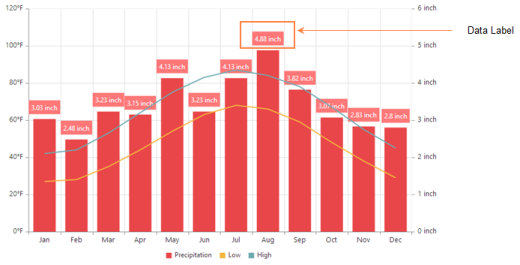 120°F
100°F
80°F
60°F
40°F
20°F
0°F
6 inch
5 inch
4 inch
3 inch
2 inch
1 inch
0 inch
Data Label
3.03 inch
2.48 inch
3.23 inch
3.15 inch
4.13 inch
3.23 inch
4.13 inch
4.88 inch
3.82 inch
inch
2.83 inch
2.8 inch
Jan Feb Mar Apr May Jun Jul Aug Sep Oct Nov Dec
Precipitation Low High